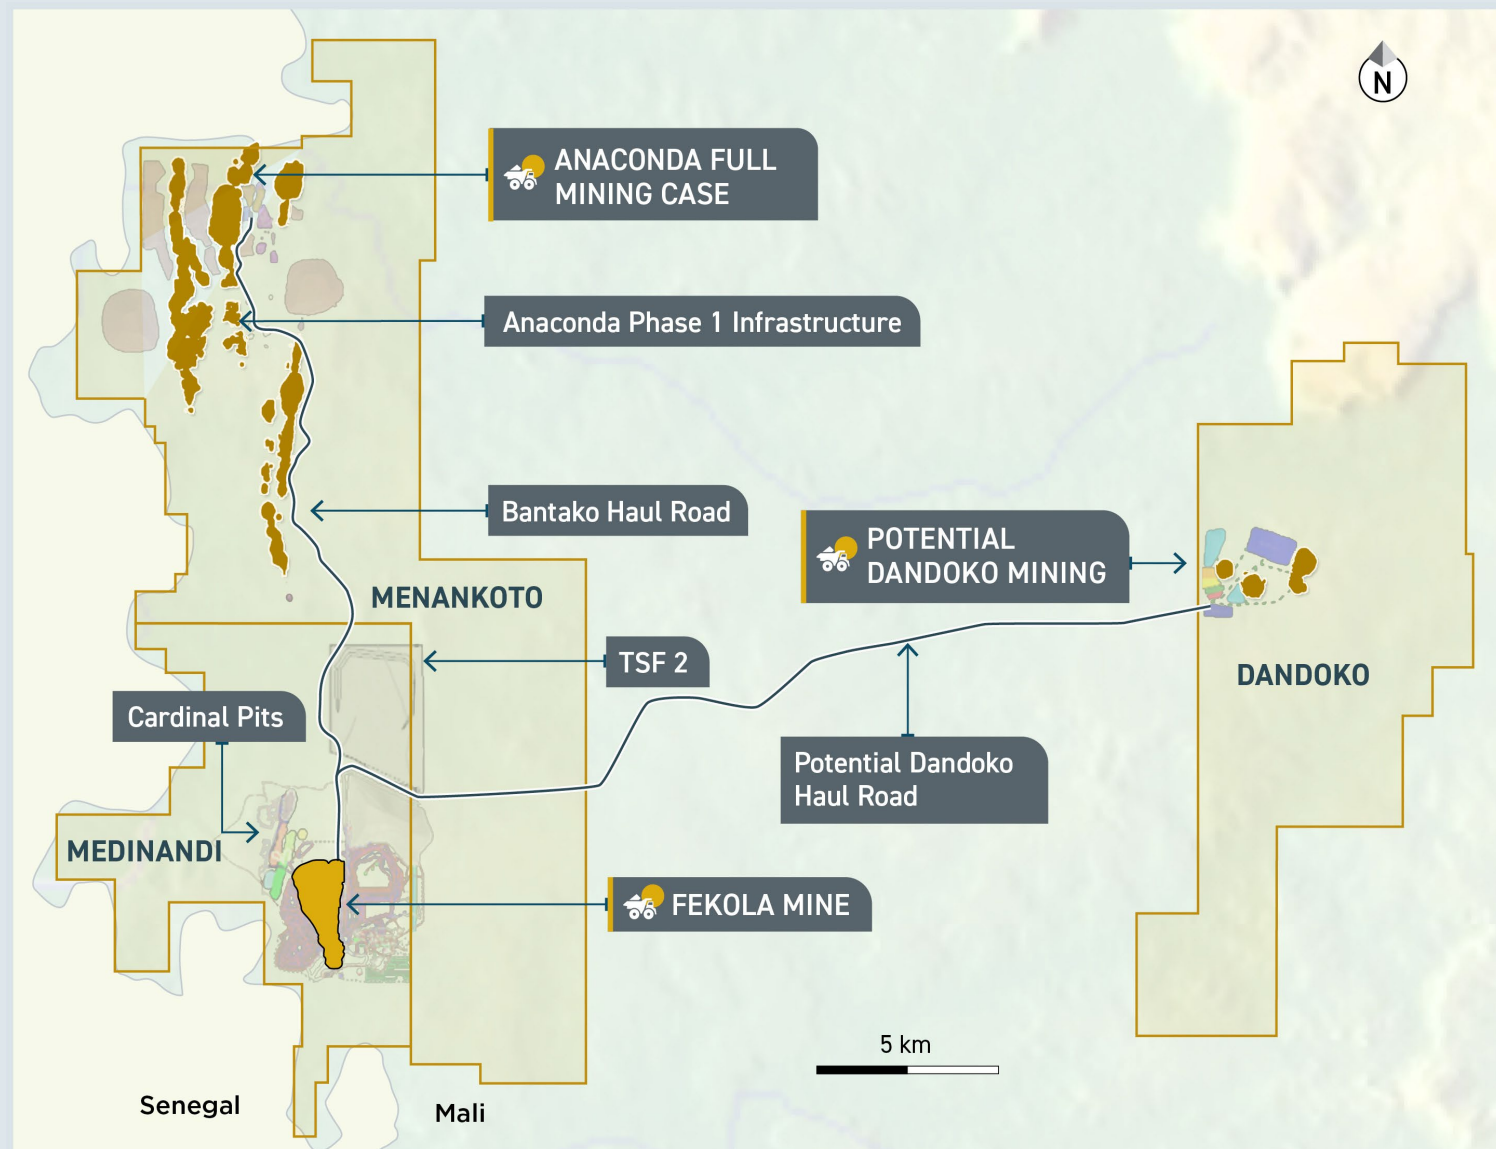 N
ANACONDA FULL
MINING CASE
Anaconda Phase 1 Infrastructure
Bantako Haul Road
POTENTIAL
DANDOKO MINING
MENANKOTO
TSF 2
DANDOKO
Cardinal Pits
Potential Dandoko
Haul Road
MEDINANDI
FEKOLA MINE
5 km
Senegal
Mali